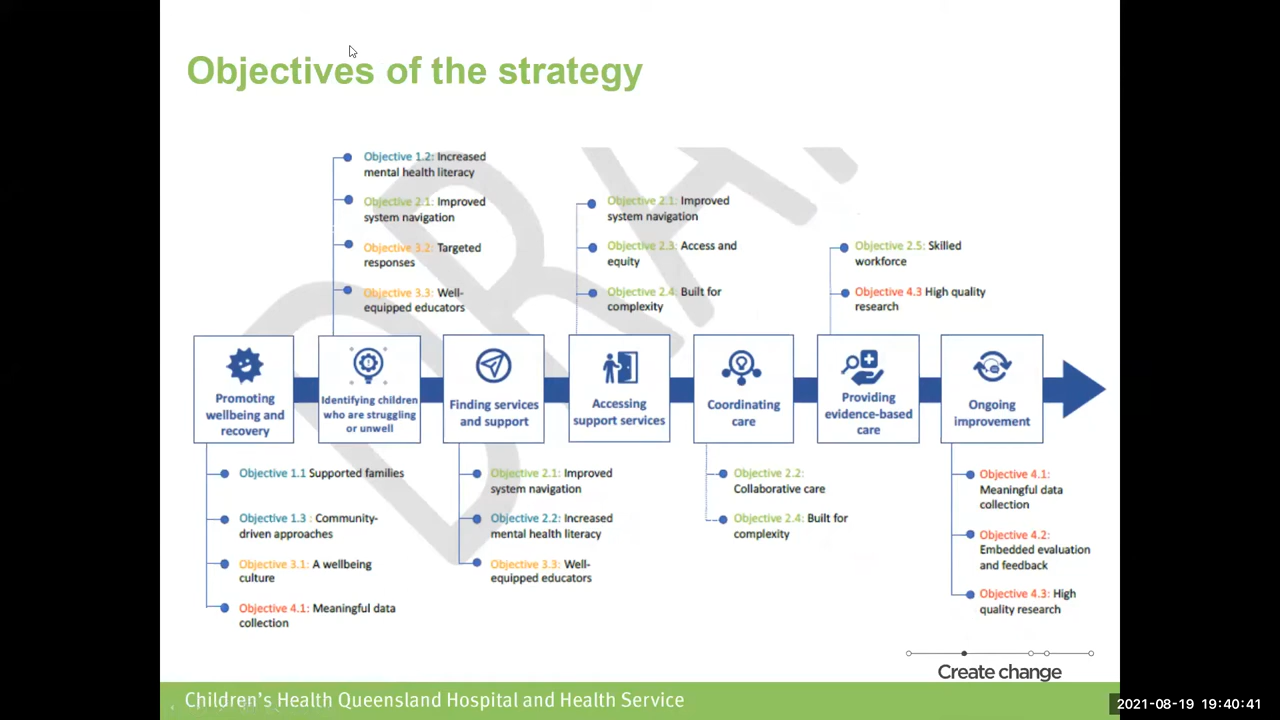 Objectives of the strategy
Objective 1.2: Increased
mental health literacy
Objective 2.1: Improved
system navigation
Objective 3.2: Targeted
responses
Objective 3.3: Well-
equipped educators
Objective 2.1: Improved
system navigation
Objective 2.3: Access and
equity
Objective 2.4: Built for
complexity
Objective 2.5: Skilled
workforce
Objective 4.3 High quality
research
DRA
Promoting
wellbeing and
recovery
Identifying children
who are struggling
or unwell
Finding services
and support
Accessing
support services
Coordinating
care
Providing
evidence-based
care
Ongoing
improvement
Objective 1.1 Supported families
Objective 1.3 : Community-
driven approaches
Objective 3.1: A wellbeing
culture
Objective 4.1: Meaningful data
collection
Objective 2.1: Improved
system navigation
Objective 2.2: Increased
mental health literacy
Objective 3.3: Well-
equipped educators
Objective 2.2:
Collaborative care
Objective 2.4: Built for
complexity
Objective 4.1:
Meaningful data
collection
Objective 4.2:
Embedded evaluation
and feedback
Objective 4.3: High
quality research
Create change
Children's Health Queensland Hospital and Health Service
2021-08-19 19:40:41